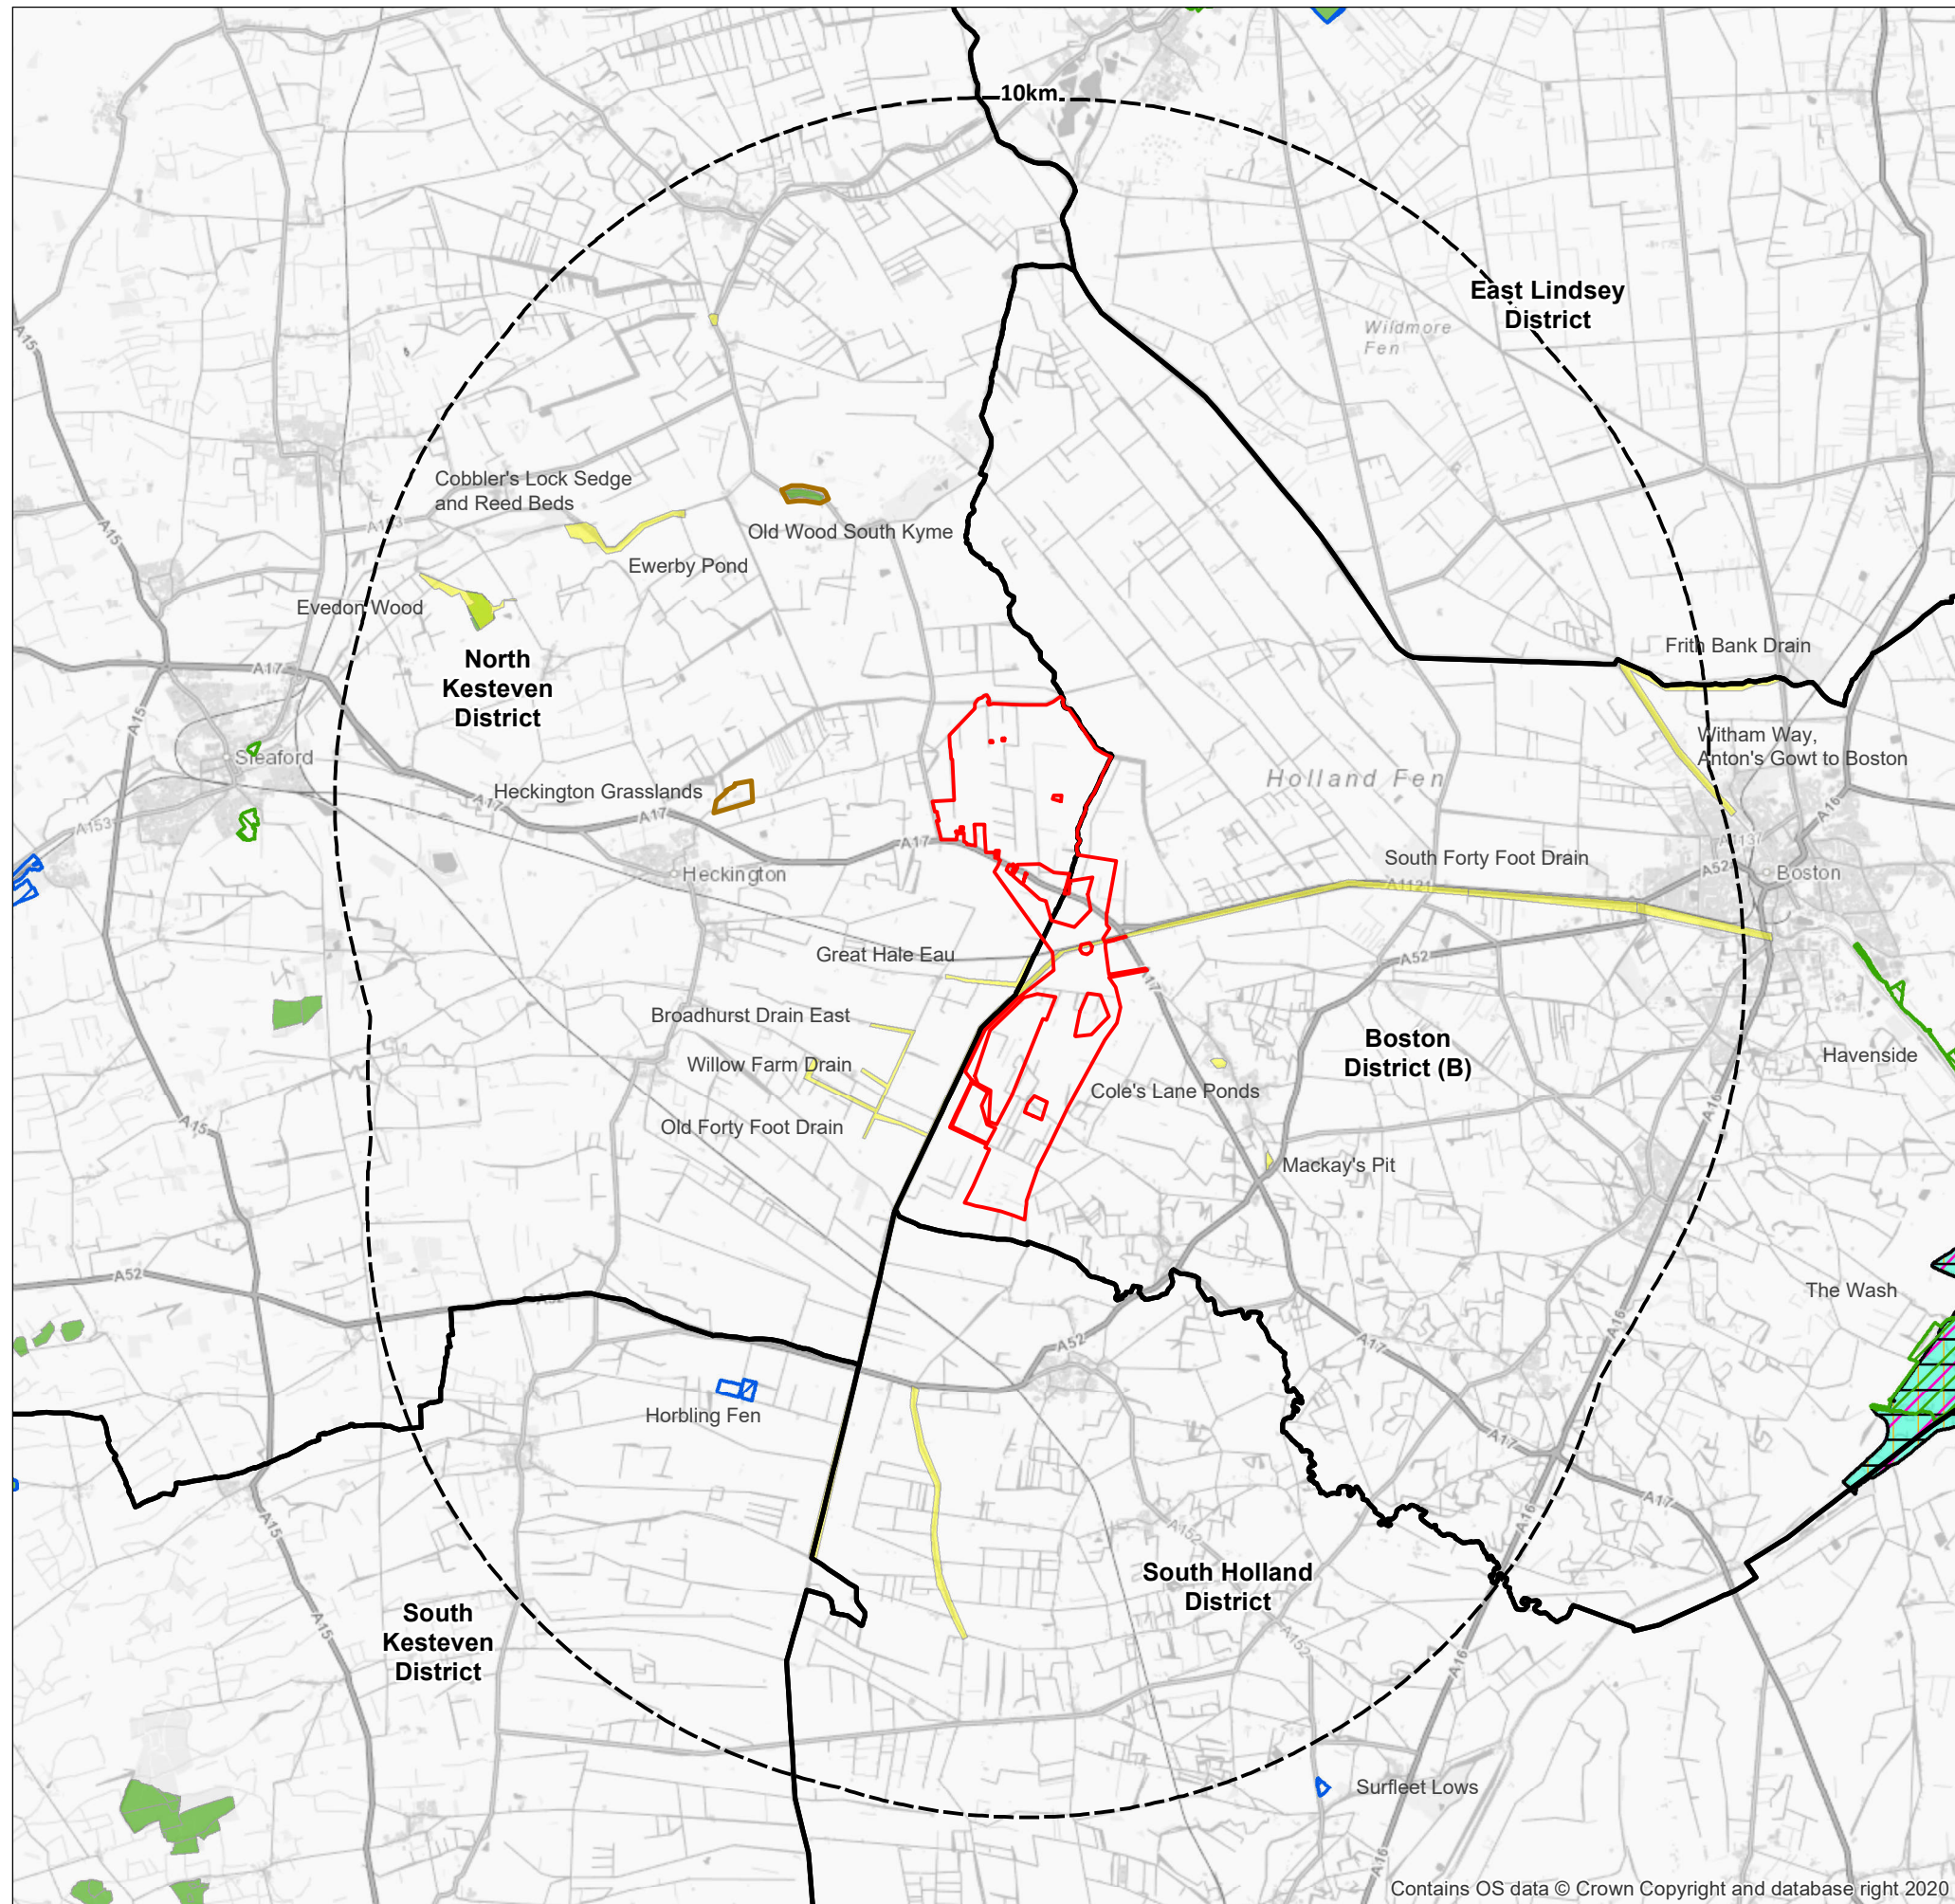 10km
East Lindsey
District
Wildmore
Fen
A15
Cobbler's Lock Sedge
and Reed Beds
A153
A15
Old Wood South Kyme
Ewerby Pond
Evedon Wood
North
Kesteven
District
A17
Frith Bank Drain
A15
Witham Way,
Anton's Gowt to Boston
Sleaford
Holland Fen
Heckington Grasslands
A17
A17
A17
A153
A16
A1137
South Forty Foot Drain
A52
Boston
Heckington
A1121
Great Hale Eau
A52
A17
Broadhurst Drain East
Boston
District (B)
Havenside
Willow Farm Drain
Cole's Lane Ponds
A16
A15
Old Forty Foot Drain
Mackay's Pit
A52
The Wash
A52
A16
A52
A17
Horbling Fen
A17
A17
A15
A152
A16
South Holland
District
South
Kesteven
District
A15
A152
A16
Surfleet Lows
A16
Contains OS data © Crown Copyright and database right 2020